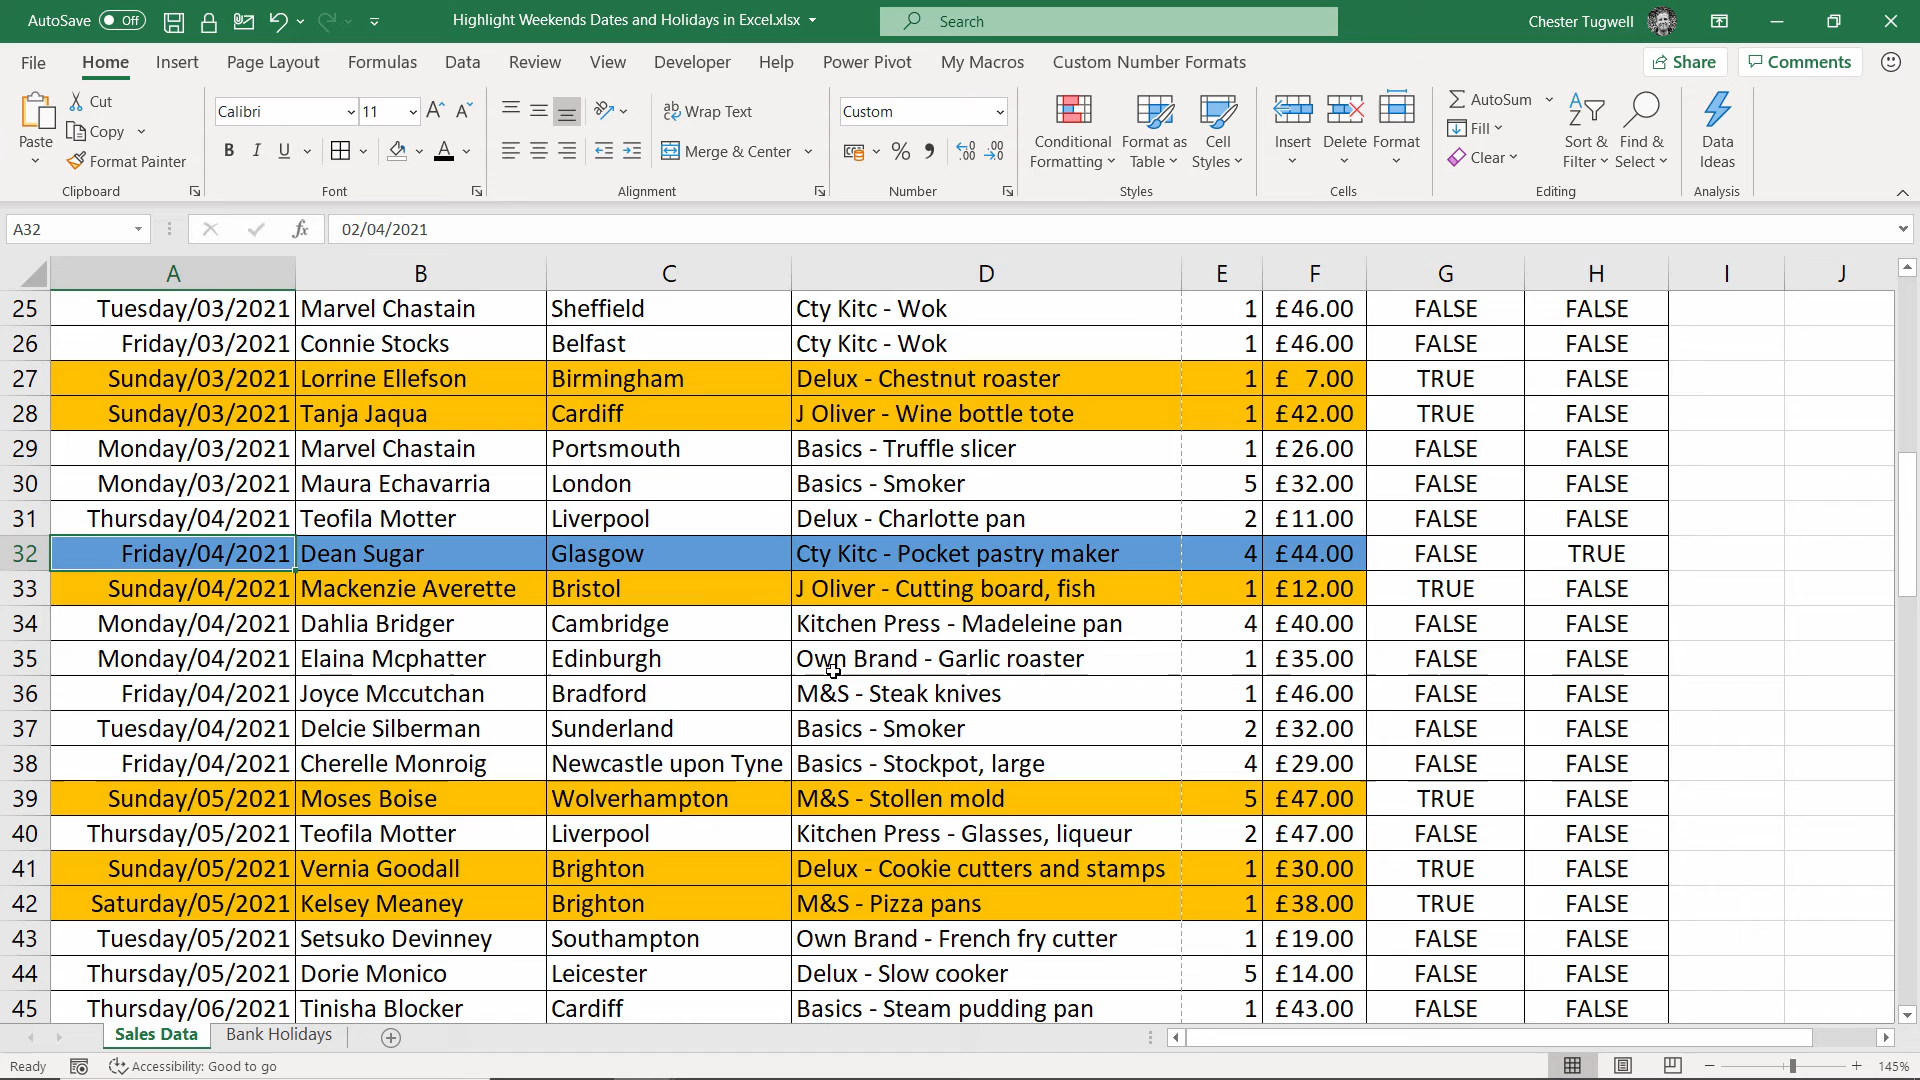 AutoSave Off Highlight Weekends Dates and Holidays in Excel.xlsx Search Chester Tugwell
File Home Insert Page Layout Formulas Data Review View Developer Help Power Pivot My Macros Custom Number Formats Share Comments
Paste Cut Copy Format Painter Clipboard
Calibri 11 B I U A Font
Wrap Text Merge & Center Alignment
Custom % Number
Conditional Formatting Format as Table Cell Styles Styles
Insert Delete Format Cells
AutoSum Fill Clear Sort & Filter Find & Select Editing
Data Ideas Analysis
A32 fx 02/04/2021
A B C D E F G H I J
25 Tuesday/03/2021 Marvel Chastain Sheffield Cty Kitc - Wok 1 £46.00 FALSE FALSE
26 Friday/03/2021 Connie Stocks Belfast Cty Kitc - Wok 1 £46.00 FALSE FALSE
27 Sunday/03/2021 Lorrine Ellefson Birmingham Delux - Chestnut roaster 1 £ 7.00 TRUE FALSE
28 Sunday/03/2021 Tanja Jaqua Cardiff J Oliver - Wine bottle tote 1 £42.00 TRUE FALSE
29 Monday/03/2021 Marvel Chastain Portsmouth Basics - Truffle slicer 1 £26.00 FALSE FALSE
30 Monday/03/2021 Maura Echavarria London Basics - Smoker 5 £32.00 FALSE FALSE
31 Thursday/04/2021 Teofila Motter Liverpool Delux - Charlotte pan 2 £11.00 FALSE FALSE
32 Friday/04/2021 Dean Sugar Glasgow Cty Kitc - Pocket pastry maker 4 £44.00 FALSE TRUE
33 Sunday/04/2021 Mackenzie Averette Bristol J Oliver - Cutting board, fish 1 £12.00 TRUE FALSE
34 Monday/04/2021 Dahlia Bridger Cambridge Kitchen Press - Madeleine pan 4 £40.00 FALSE FALSE
35 Monday/04/2021 Elaina Mcphatter Edinburgh Own Brand - Garlic roaster 1 £35.00 FALSE FALSE
36 Friday/04/2021 Joyce Mccutchan Bradford M&S - Steak knives 1 £46.00 FALSE FALSE
37 Tuesday/04/2021 Delcie Silberman Sunderland Basics - Smoker 2 £32.00 FALSE FALSE
38 Friday/04/2021 Cherelle Monroig Newcastle upon Tyne Basics - Stockpot, large 4 £29.00 FALSE FALSE
39 Sunday/05/2021 Moses Boise Wolverhampton M&S - Stollen mold 5 £47.00 TRUE FALSE
40 Thursday/05/2021 Teofila Motter Liverpool Kitchen Press - Glasses, liqueur 2 £47.00 FALSE FALSE
41 Sunday/05/2021 Vernia Goodall Brighton Delux - Cookie cutters and stamps 1 £30.00 TRUE FALSE
42 Saturday/05/2021 Kelsey Meaney Brighton M&S - Pizza pans 1 £38.00 TRUE FALSE
43 Tuesday/05/2021 Setsuko Devinney Southampton Own Brand - French fry cutter 1 £19.00 FALSE FALSE
44 Thursday/05/2021 Dorie Monico Leicester Delux - Slow cooker 5 £14.00 FALSE FALSE
45 Thursday/06/2021 Tinisha Blocker Cardiff Basics - Steam pudding pan 1 £43.00 FALSE FALSE
Sales Data Bank Holidays
Ready Accessibility: Good to go 145%